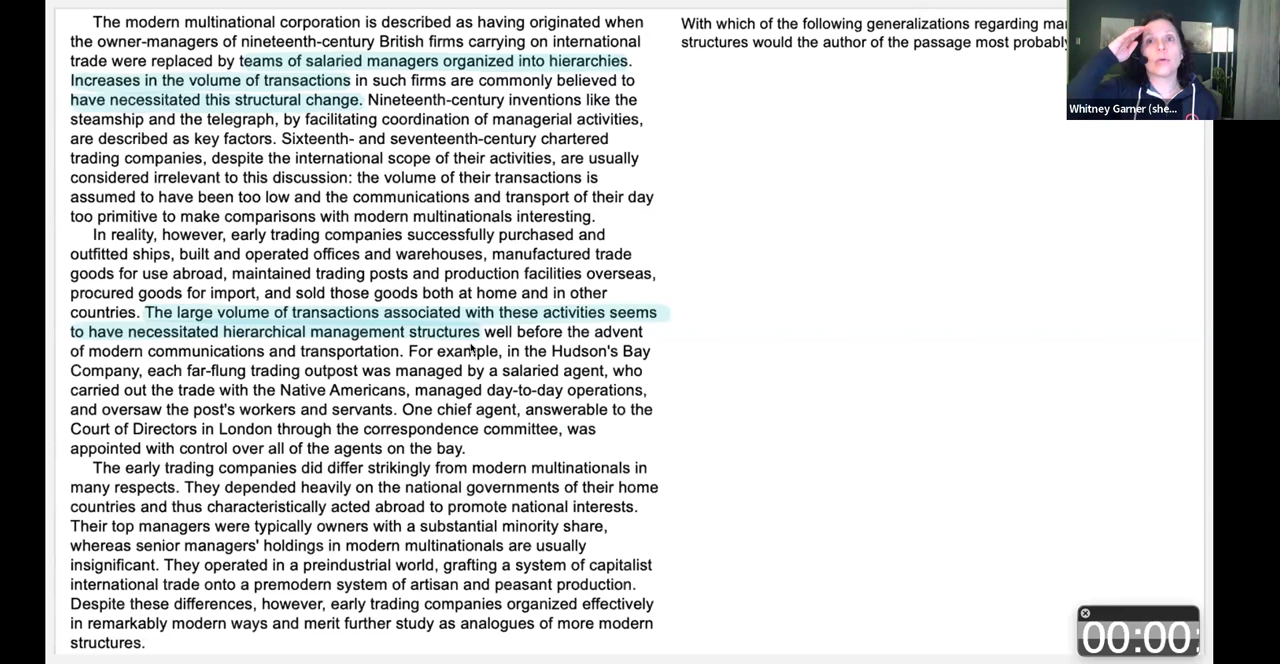 The modern multinational corporation is described as having originated when
the owner-managers of nineteenth-century British firms carrying on international
trade were replaced by teams of salaried managers organized into hierarchies.
Increases in the volume of transactions in such firms are commonly believed to
have necessitated this structural change. Nineteenth-century inventions like the
steamship and the telegraph, by facilitating coordination of managerial activities,
are described as key factors. Sixteenth- and seventeenth-century chartered
trading companies, despite the international scope of their activities, are usually
considered irrelevant to this discussion: the volume of their transactions is
assumed to have been too low and the communications and transport of their day
too primitive to make comparisons with modern multinationals interesting.
In reality, however, early trading companies successfully purchased and
outfitted ships, built and operated offices and warehouses, manufactured trade
goods for use abroad, maintained trading posts and production facilities overseas,
procured goods for import, and sold those goods both at home and in other
countries. The large volume of transactions associated with these activities seems
to have necessitated hierarchical management structures well before the advent
of modern communications and transportation. For example, in the Hudson's Bay
Company, each far-flung trading outpost was managed by a salaried agent, who
carried out the trade with the Native Americans, managed day-to-day operations,
and oversaw the post's workers and servants. One chief agent, answerable to the
Court of Directors in London through the correspondence committee, was
appointed with control over all of the agents on the bay.
The early trading companies did differ strikingly from modern multinationals in
many respects. They depended heavily on the national governments of their home
countries and thus characteristically acted abroad to promote national interests.
Their top managers were typically owners with a substantial minority share,
whereas senior managers' holdings in modern multinationals are usually
insignificant. They operated in a preindustrial world, grafting a system of capitalist
international trade onto a premodern system of artisan and peasant production.
Despite these differences, however, early trading companies organized effectively
in remarkably modern ways and merit further study as analogues of more modern
structures.
With which of the following generalizations regarding
structures would the author of the passage most probably
Whitney Garner (she...
00:00: